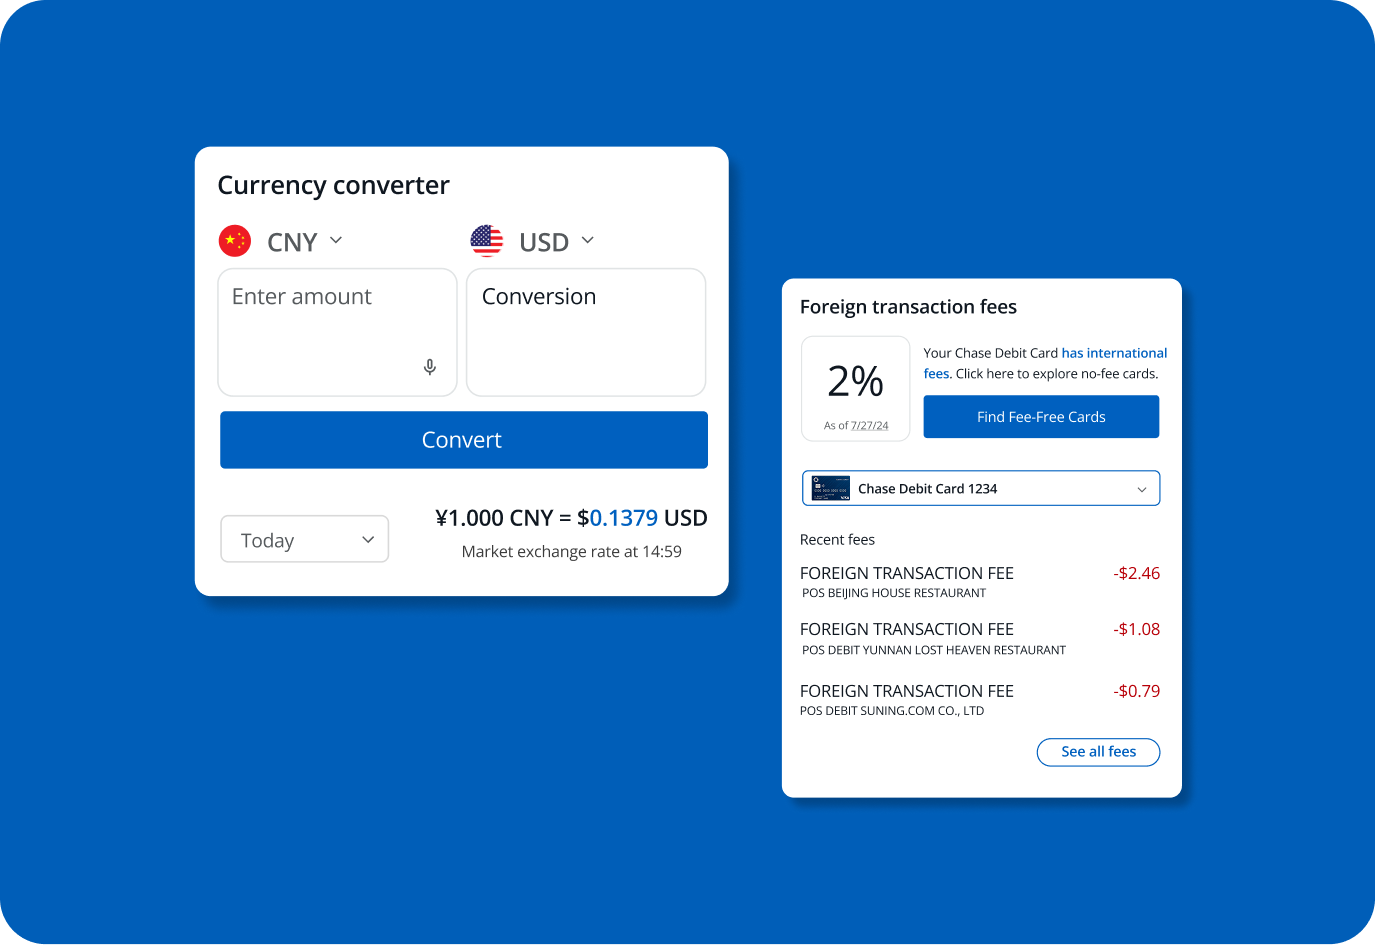 Currency converter
CNY
USD
Enter amount
Conversion
Convert
Today
¥1.000 CNY = $0.1379 USD
Market exchange rate at 14:59
Foreign transaction fees
2%
As of 7/27/24
Your Chase Debit Card has international
fees. Click here to explore no-fee cards.
Find Fee-Free Cards
Chase Debit Card 1234
Recent fees
FOREIGN TRANSACTION FEE -$2.46
POS BEIJING HOUSE RESTAURANT
FOREIGN TRANSACTION FEE -$1.08
POS DEBIT YUNNAN LOST HEAVEN RESTAURANT
FOREIGN TRANSACTION FEE -$0.79
POS DEBIT SUNING.COM CO., LTD
See all fees